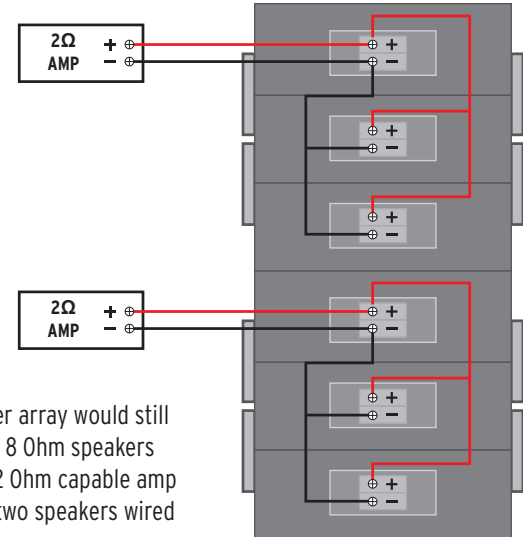 2Ω + −
AMP
+ −
+ −
+ −
2Ω + −
AMP
+ −
+ −
+ −
er array would still
8 Ohm speakers
2 Ohm capable amp
two speakers wired